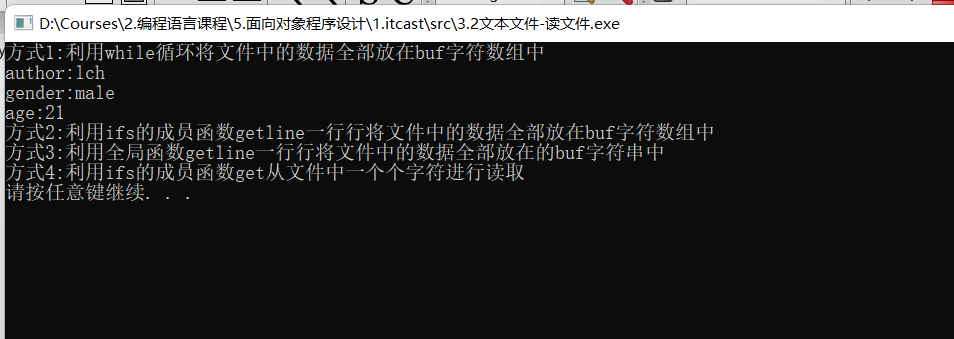 D:\Courses\2.编程语言课程\5.面向对象程序设计\1.itcast\src\3.2文本文件-读文件.exe
方式1:利用while循环将文件中的数据全部放在buf字符数组中
author:lch
gender:male
age:21
方式2:利用ifs的成员函数getline一行行将文件中的数据全部放在buf字符数组中
方式3:利用全局函数getline一行行将文件中的数据全部放在的buf字符串中
方式4:利用ifs的成员函数get从文件中一个个字符进行读取
请按任意键继续. . .